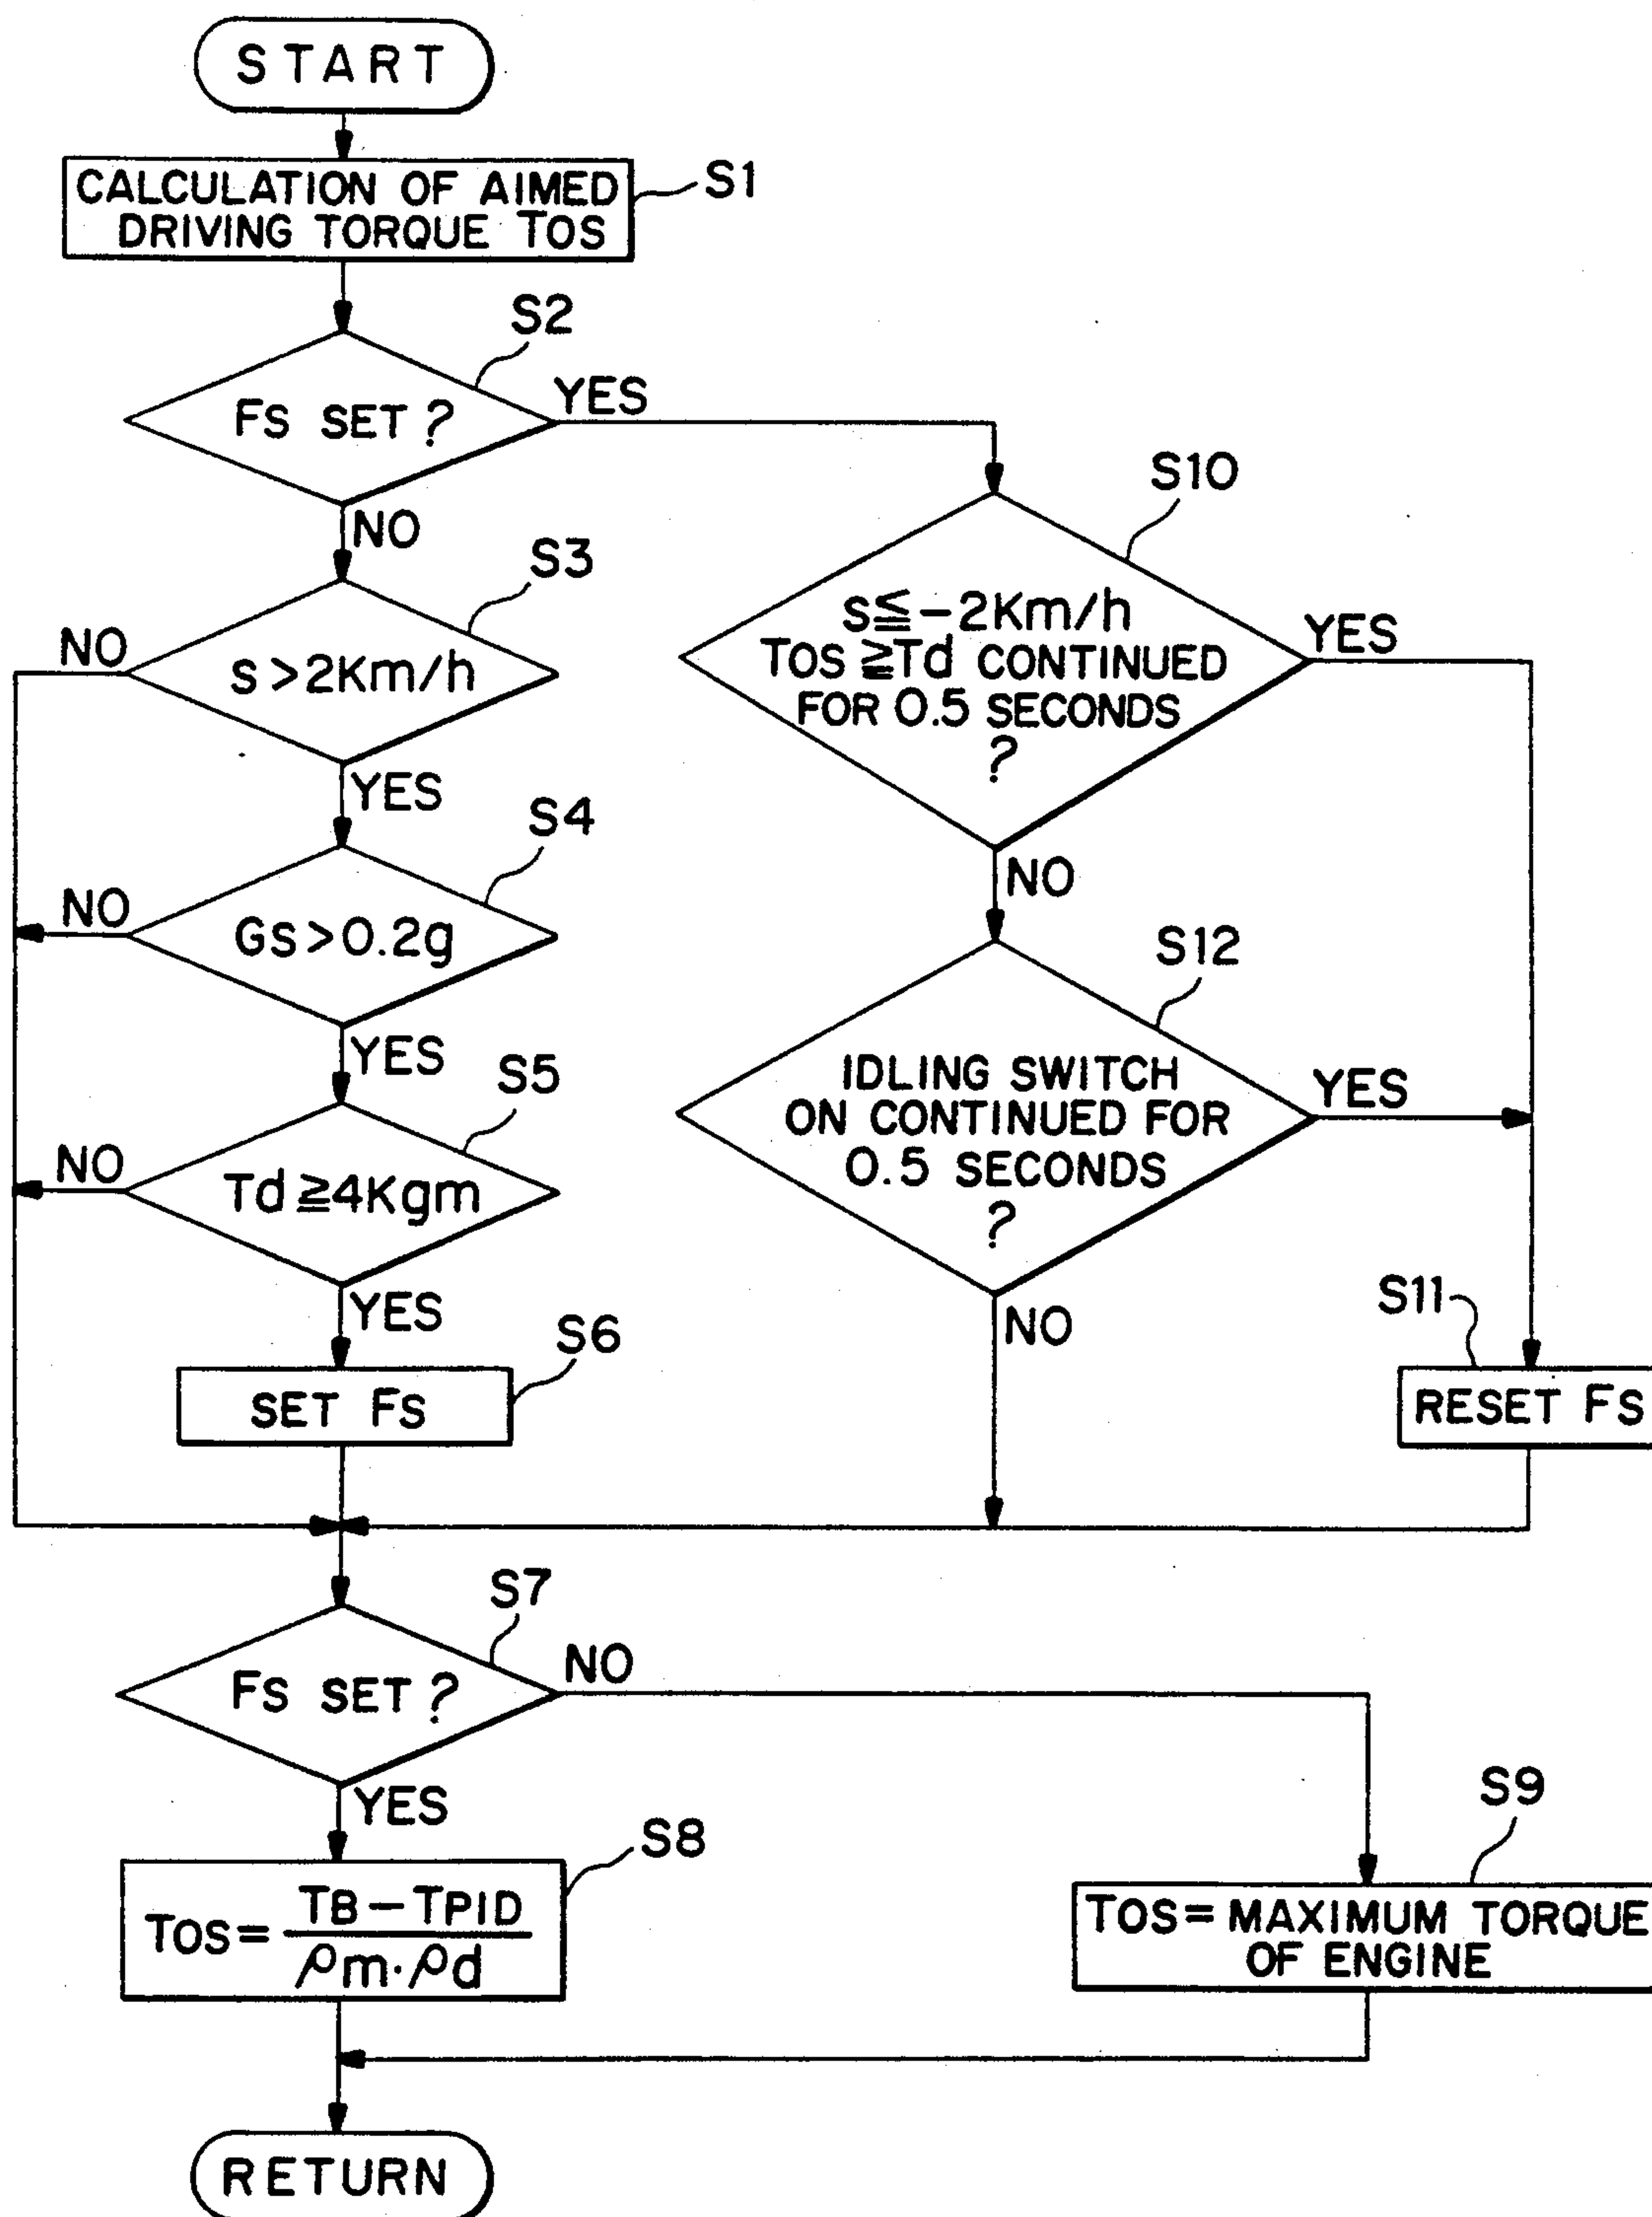 START
CALCULATION OF AIMED
DRIVING TORQUE TOS
S1
S2
FS SET ?
YES
NO
S3
s>2Km/h
NO
YES
S4
GS>0.2g
NO
YES
S5
Td≧4Kgm
NO
YES
S6
SET FS
S10
s≦-2Km/h
TOS ≧Td CONTINUED
FOR 0.5 SECONDS
?
YES
NO
S12
IDLING SWITCH
ON CONTINUED FOR
0.5 SECONDS
?
YES
NO
S11
RESET FS
S7
FS SET ?
NO
YES
S8
TOS= TB-TPID
ρm·ρd
S9
TOS= MAXIMUM TORQUE
OF ENGINE
RETURN